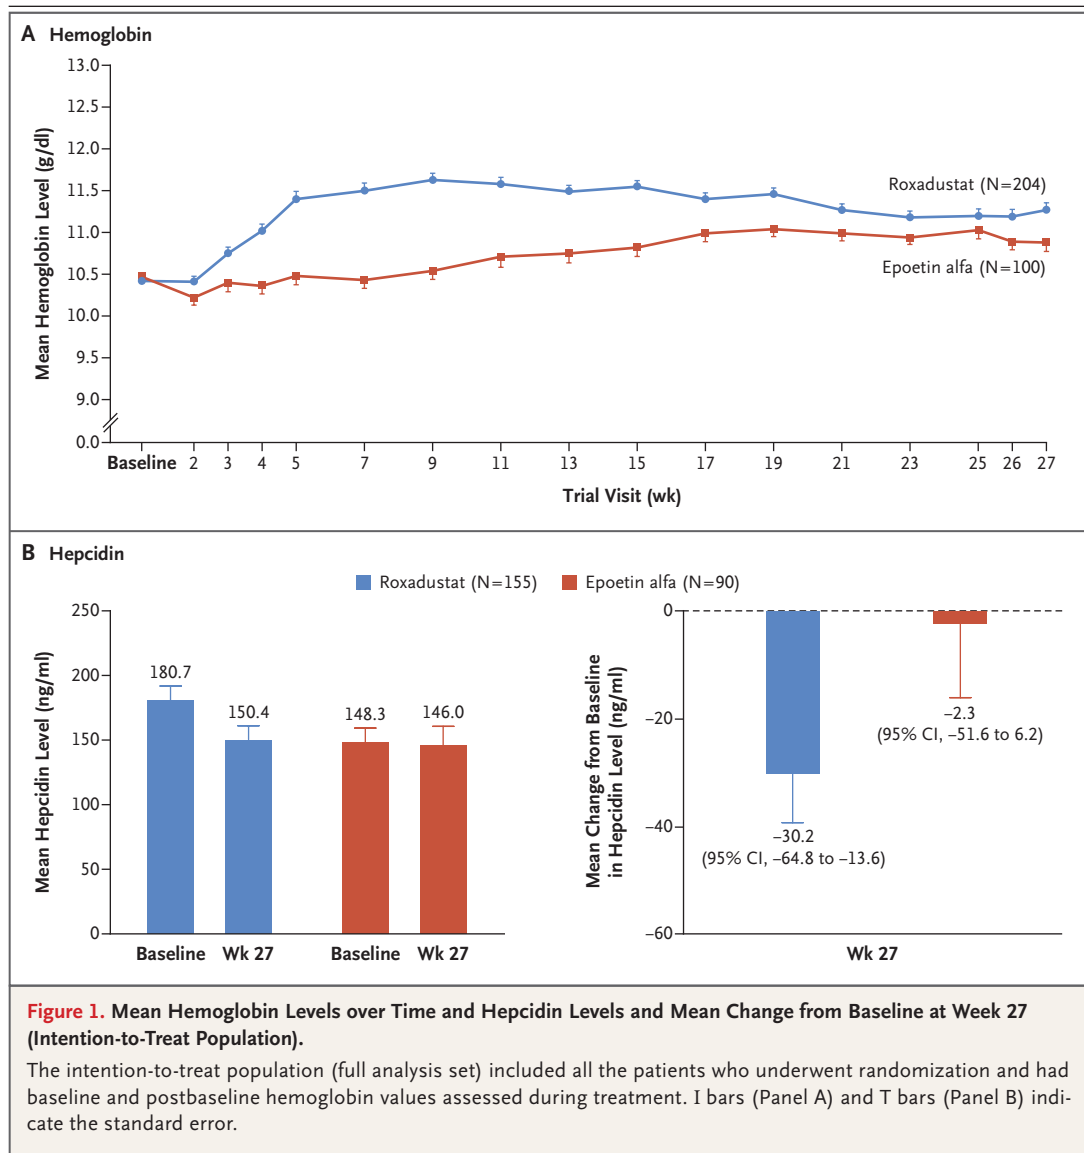 A Hemoglobin
Mean Hemoglobin Level (g/dl)
13.0
12.5
12.0
11.5
11.0
10.5
10.0
9.5
9.0
0.0
Roxadustat (N=204)
Epoetin alfa (N=100)
Baseline 2 3 4 5 7 9 11 13 15 17 19 21 23 25 26 27
Trial Visit (wk)
B Hepcidin
Roxadustat (N=155) Epoetin alfa (N=90)
Mean Hepcidin Level (ng/ml)
250
200
150
100
50
0
180.7
150.4
148.3
146.0
Baseline Wk 27 Baseline Wk 27
Mean Change from Baseline
in Hepcidin Level (ng/ml)
0
−20
−40
−60
−2.3
(95% CI, −51.6 to 6.2)
−30.2
(95% CI, −64.8 to −13.6)
Wk 27
Figure 1. Mean Hemoglobin Levels over Time and Hepcidin Levels and Mean Change from Baseline at Week 27
(Intention-to-Treat Population).
The intention-to-treat population (full analysis set) included all the patients who underwent randomization and had
baseline and postbaseline hemoglobin values assessed during treatment. I bars (Panel A) and T bars (Panel B) indi-
cate the standard error.